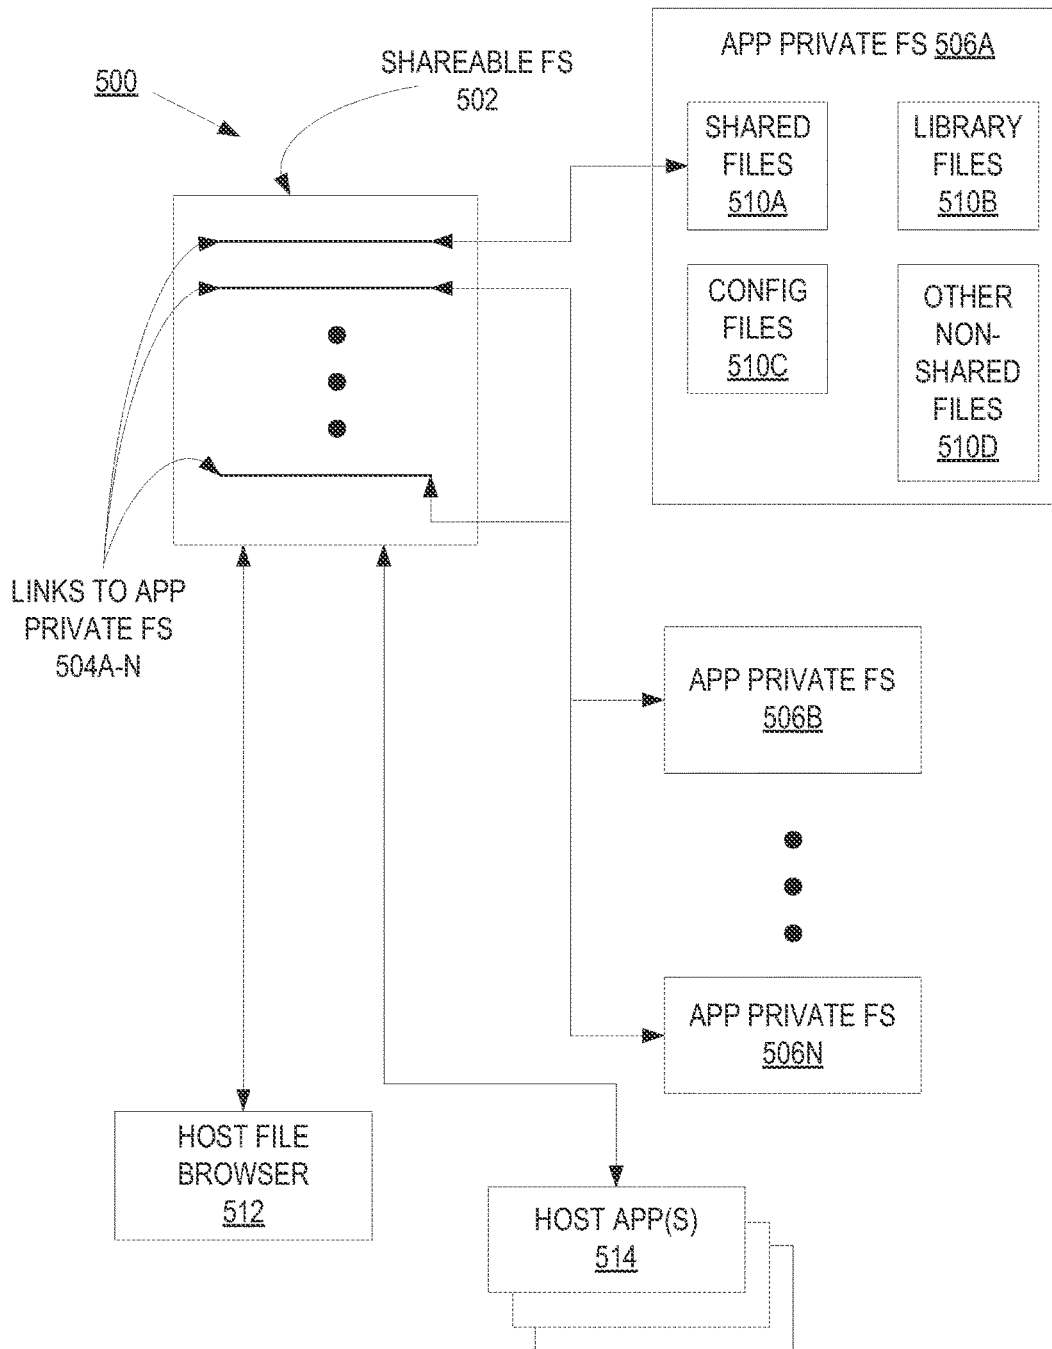 500
SHAREABLE FS
502
APP PRIVATE FS 506A
SHARED
FILES
510A
LIBRARY
FILES
510B
CONFIG
FILES
510C
OTHER
NON-
SHARED
FILES
510D
LINKS TO APP
PRIVATE FS
504A-N
APP PRIVATE FS
506B
APP PRIVATE FS
506N
HOST FILE
BROWSER
512
HOST APP(S)
514